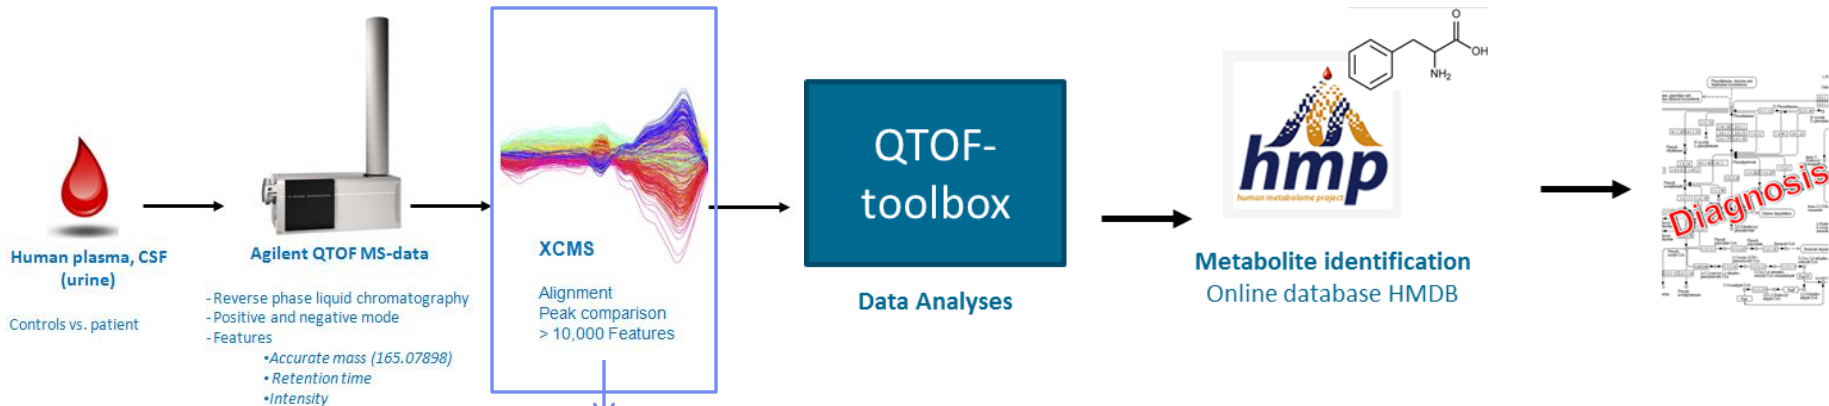 Human plasma, CSF
(urine)
Controls vs. patient
Agilent QTOF MS-data
- Reverse phase liquid chromatography
- Positive and negative mode
- Features
•Accurate mass (165.07898)
• Retention time
•Intensity
XCMS
Alignment
Peak comparison
> 10,000 Features
QTOF-
toolbox
Data Analyses
O
OH
NH₂
hmp
human metabolome project
Metabolite identification
Online database HMDB
Diagnosis